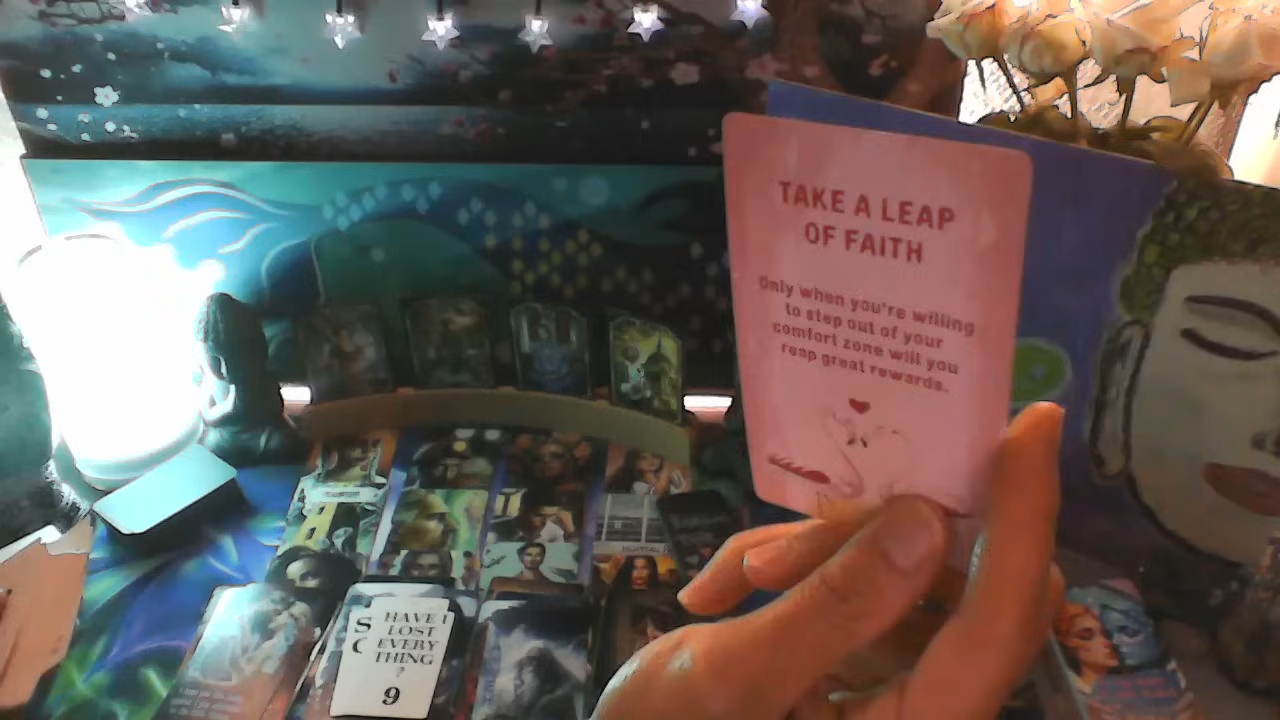 TAKE A LEAP
OF FAITH
Only when you're willing
to step out of your
comfort zone will you
reap great rewards.
HAVE I
LOST
EVERY
THING
?
9